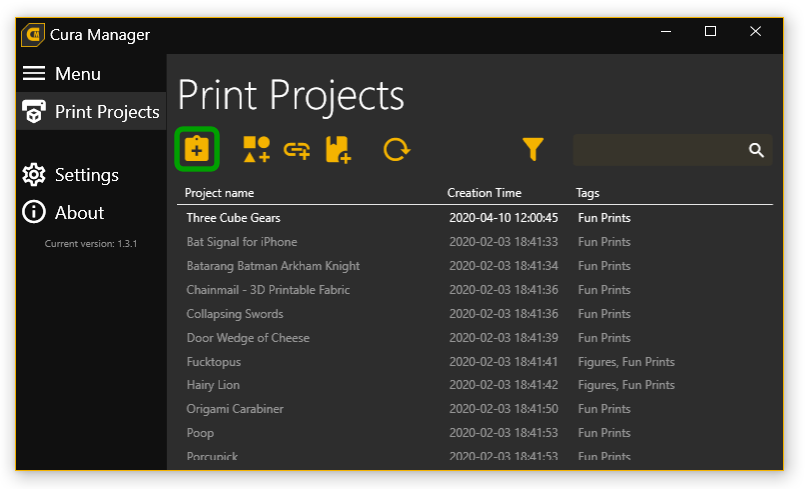 Cura Manager
Menu
Print Projects
Settings
About
Current version: 1.3.1
Print Projects
Project name Creation Time Tags
Three Cube Gears 2020-04-10 12:00:45 Fun Prints
Bat Signal for iPhone 2020-02-03 18:41:33 Fun Prints
Batarang Batman Arkham Knight 2020-02-03 18:41:34 Fun Prints
Chainmail - 3D Printable Fabric 2020-02-03 18:41:36 Fun Prints
Collapsing Swords 2020-02-03 18:41:36 Fun Prints
Door Wedge of Cheese 2020-02-03 18:41:39 Fun Prints
Fucktopus 2020-02-03 18:41:41 Figures, Fun Prints
Hairy Lion 2020-02-03 18:41:42 Figures, Fun Prints
Origami Carabiner 2020-02-03 18:41:50 Fun Prints
Poop 2020-02-03 18:41:53 Fun Prints
Porcupick 2020-02-03 18:41:53 Fun Prints